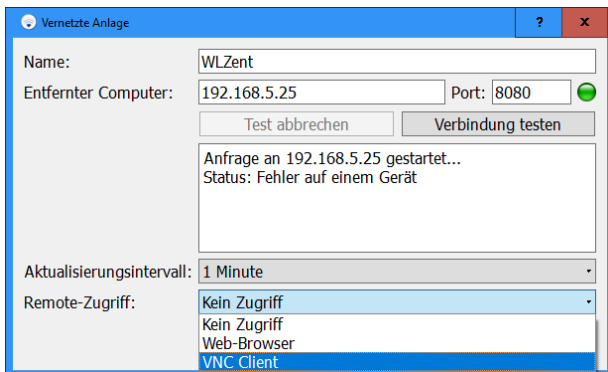 Vernetzte Anlage ? x
Name: WLZent
Entfernter Computer: 192.168.5.25 Port: 8080
Test abbrechen Verbindung testen
Anfrage an 192.168.5.25 gestartet...
Status: Fehler auf einem Gerät
Aktualisierungsintervall: 1 Minute
Remote-Zugriff: Kein Zugriff
Kein Zugriff
Web-Browser
VNC Client